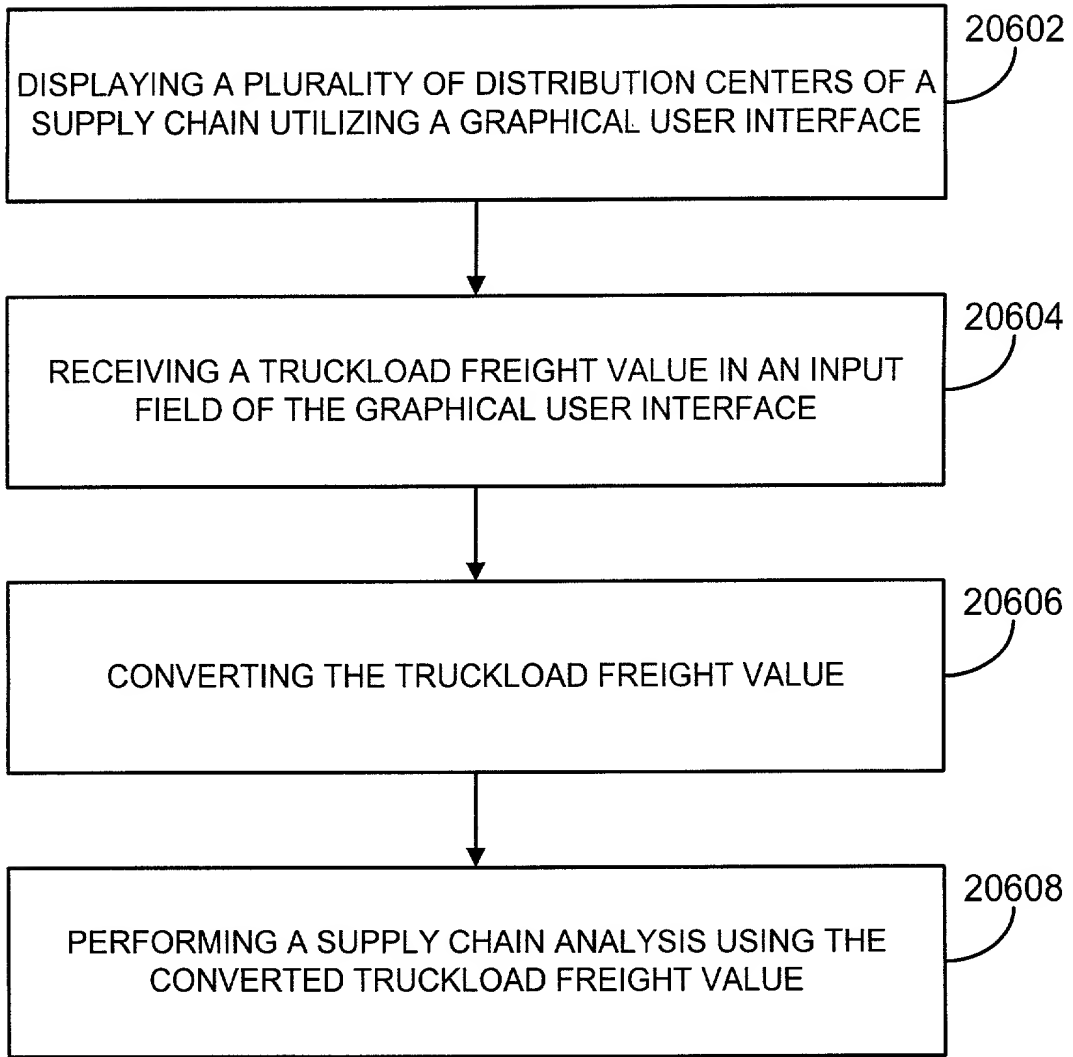 20602
DISPLAYING A PLURALITY OF DISTRIBUTION CENTERS OF A
SUPPLY CHAIN UTILIZING A GRAPHICAL USER INTERFACE
20604
RECEIVING A TRUCKLOAD FREIGHT VALUE IN AN INPUT
FIELD OF THE GRAPHICAL USER INTERFACE
20606
CONVERTING THE TRUCKLOAD FREIGHT VALUE
20608
PERFORMING A SUPPLY CHAIN ANALYSIS USING THE
CONVERTED TRUCKLOAD FREIGHT VALUE